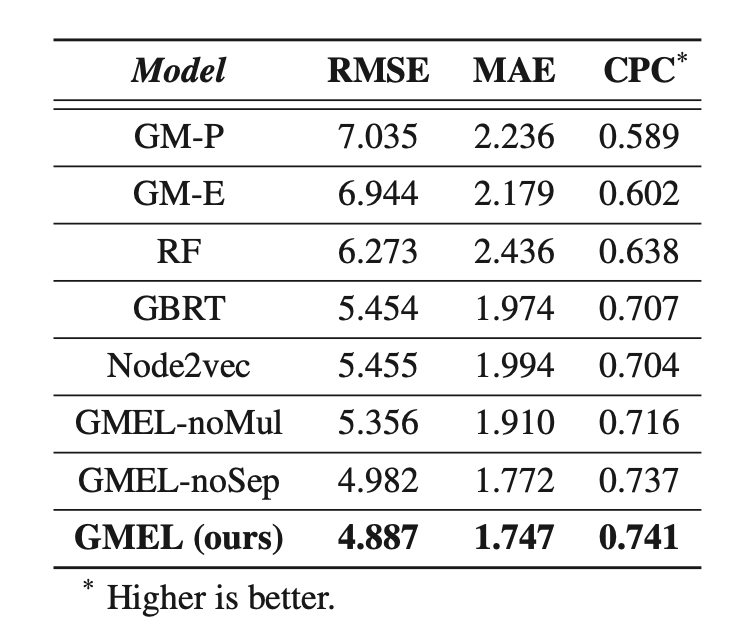 Model RMSE MAE CPC*
GM-P 7.035 2.236 0.589
GM-E 6.944 2.179 0.602
RF 6.273 2.436 0.638
GBRT 5.454 1.974 0.707
Node2vec 5.455 1.994 0.704
GMEL-noMul 5.356 1.910 0.716
GMEL-noSep 4.982 1.772 0.737
GMEL (ours) 4.887 1.747 0.741
* Higher is better.